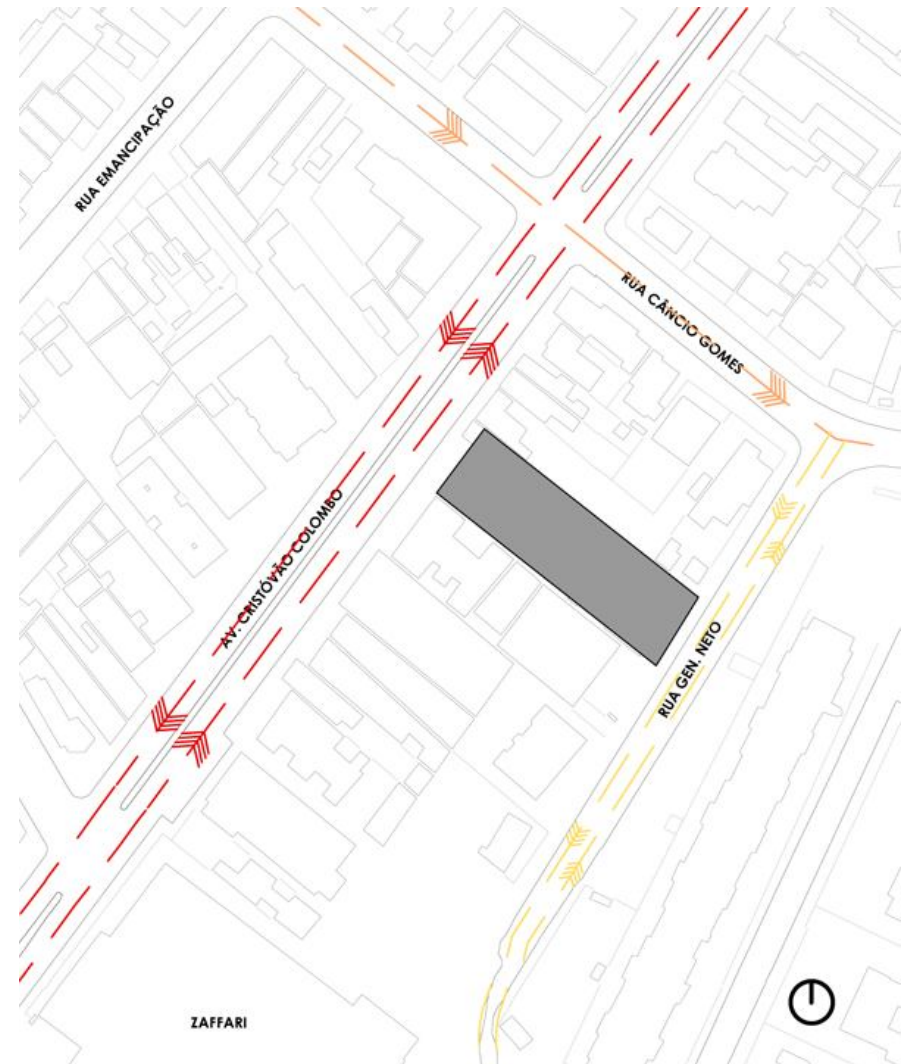 RUA EMANCIPAÇÃO
RUA CÂNCIO GOMES
AV. CRISTÓVÃO COLOMBO
RUA GEN. NETO
ZAFFARI